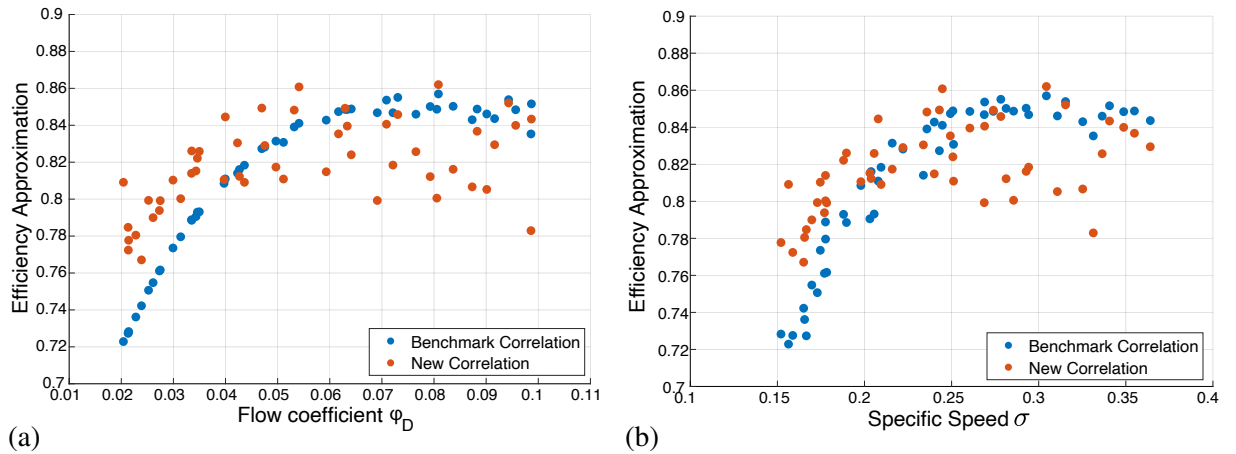 0.9
0.88
0.86
0.84
0.82
0.8
0.78
0.76
0.74
0.72
0.7
Efficiency Approximation
0.01 0.02 0.03 0.04 0.05 0.06 0.07 0.08 0.09 0.1 0.11
Flow coefficient φ_D
Benchmark Correlation
New Correlation
(a)
0.9
0.88
0.86
0.84
0.82
0.8
0.78
0.76
0.74
0.72
0.7
Efficiency Approximation
0.1 0.15 0.2 0.25 0.3 0.35 0.4
Specific Speed σ
Benchmark Correlation
New Correlation
(b)